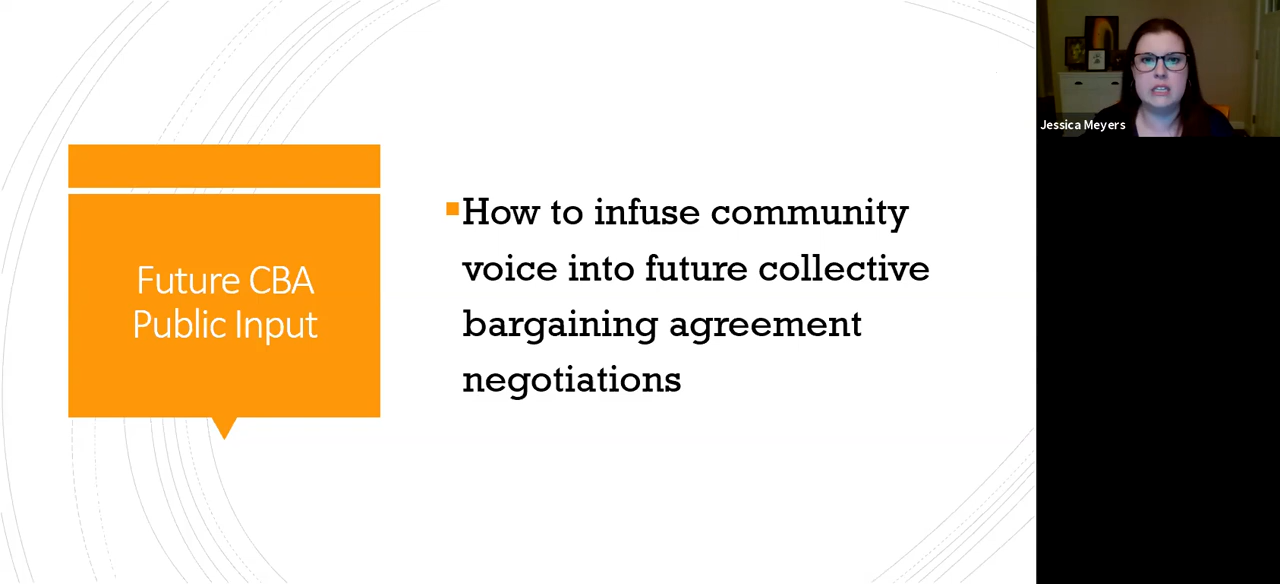 Future CBA
Public Input
How to infuse community
voice into future collective
bargaining agreement
negotiations
Jessica Meyers